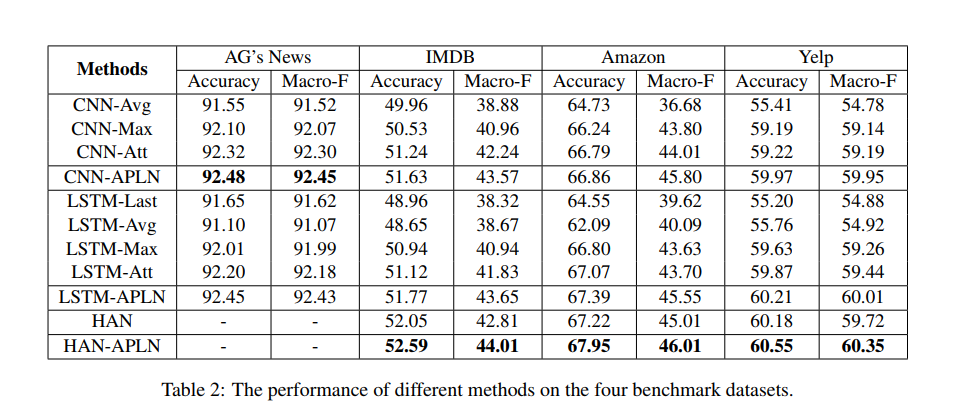 Methods AG's News IMDB Amazon Yelp
Accuracy Macro-F Accuracy Macro-F Accuracy Macro-F Accuracy Macro-F
CNN-Avg 91.55 91.52 49.96 38.88 64.73 36.68 55.41 54.78
CNN-Max 92.10 92.07 50.53 40.96 66.24 43.80 59.19 59.14
CNN-Att 92.32 92.30 51.24 42.24 66.79 44.01 59.22 59.19
CNN-APLN 92.48 92.45 51.63 43.57 66.86 45.80 59.97 59.95
LSTM-Last 91.65 91.62 48.96 38.32 64.55 39.62 55.20 54.88
LSTM-Avg 91.10 91.07 48.65 38.67 62.09 40.09 55.76 54.92
LSTM-Max 92.01 91.99 50.94 40.94 66.80 43.63 59.63 59.26
LSTM-Att 92.20 92.18 51.12 41.83 67.07 43.70 59.87 59.44
LSTM-APLN 92.45 92.43 51.77 43.65 67.39 45.55 60.21 60.01
HAN - - 52.05 42.81 67.22 45.01 60.18 59.72
HAN-APLN - - 52.59 44.01 67.95 46.01 60.55 60.35
Table 2: The performance of different methods on the four benchmark datasets.